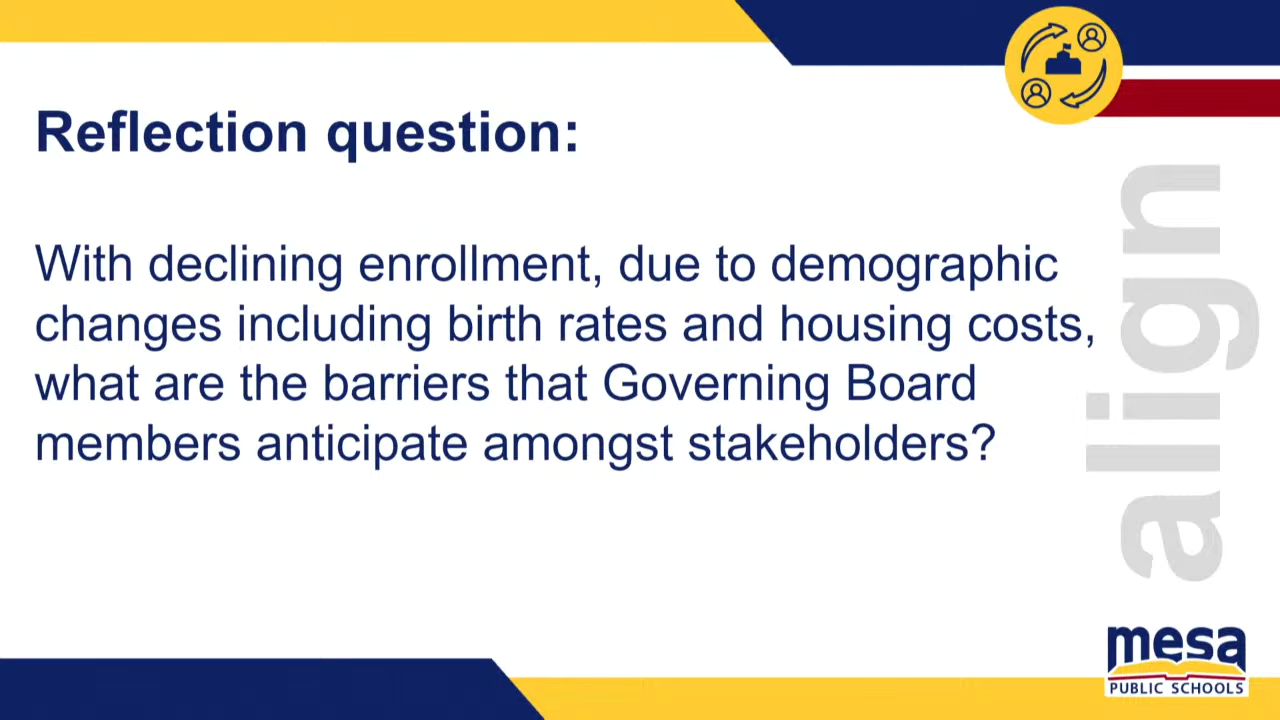 Reflection question:
With declining enrollment, due to demographic
changes including birth rates and housing costs,
what are the barriers that Governing Board
members anticipate amongst stakeholders?
align
mesa
PUBLIC SCHOOLS